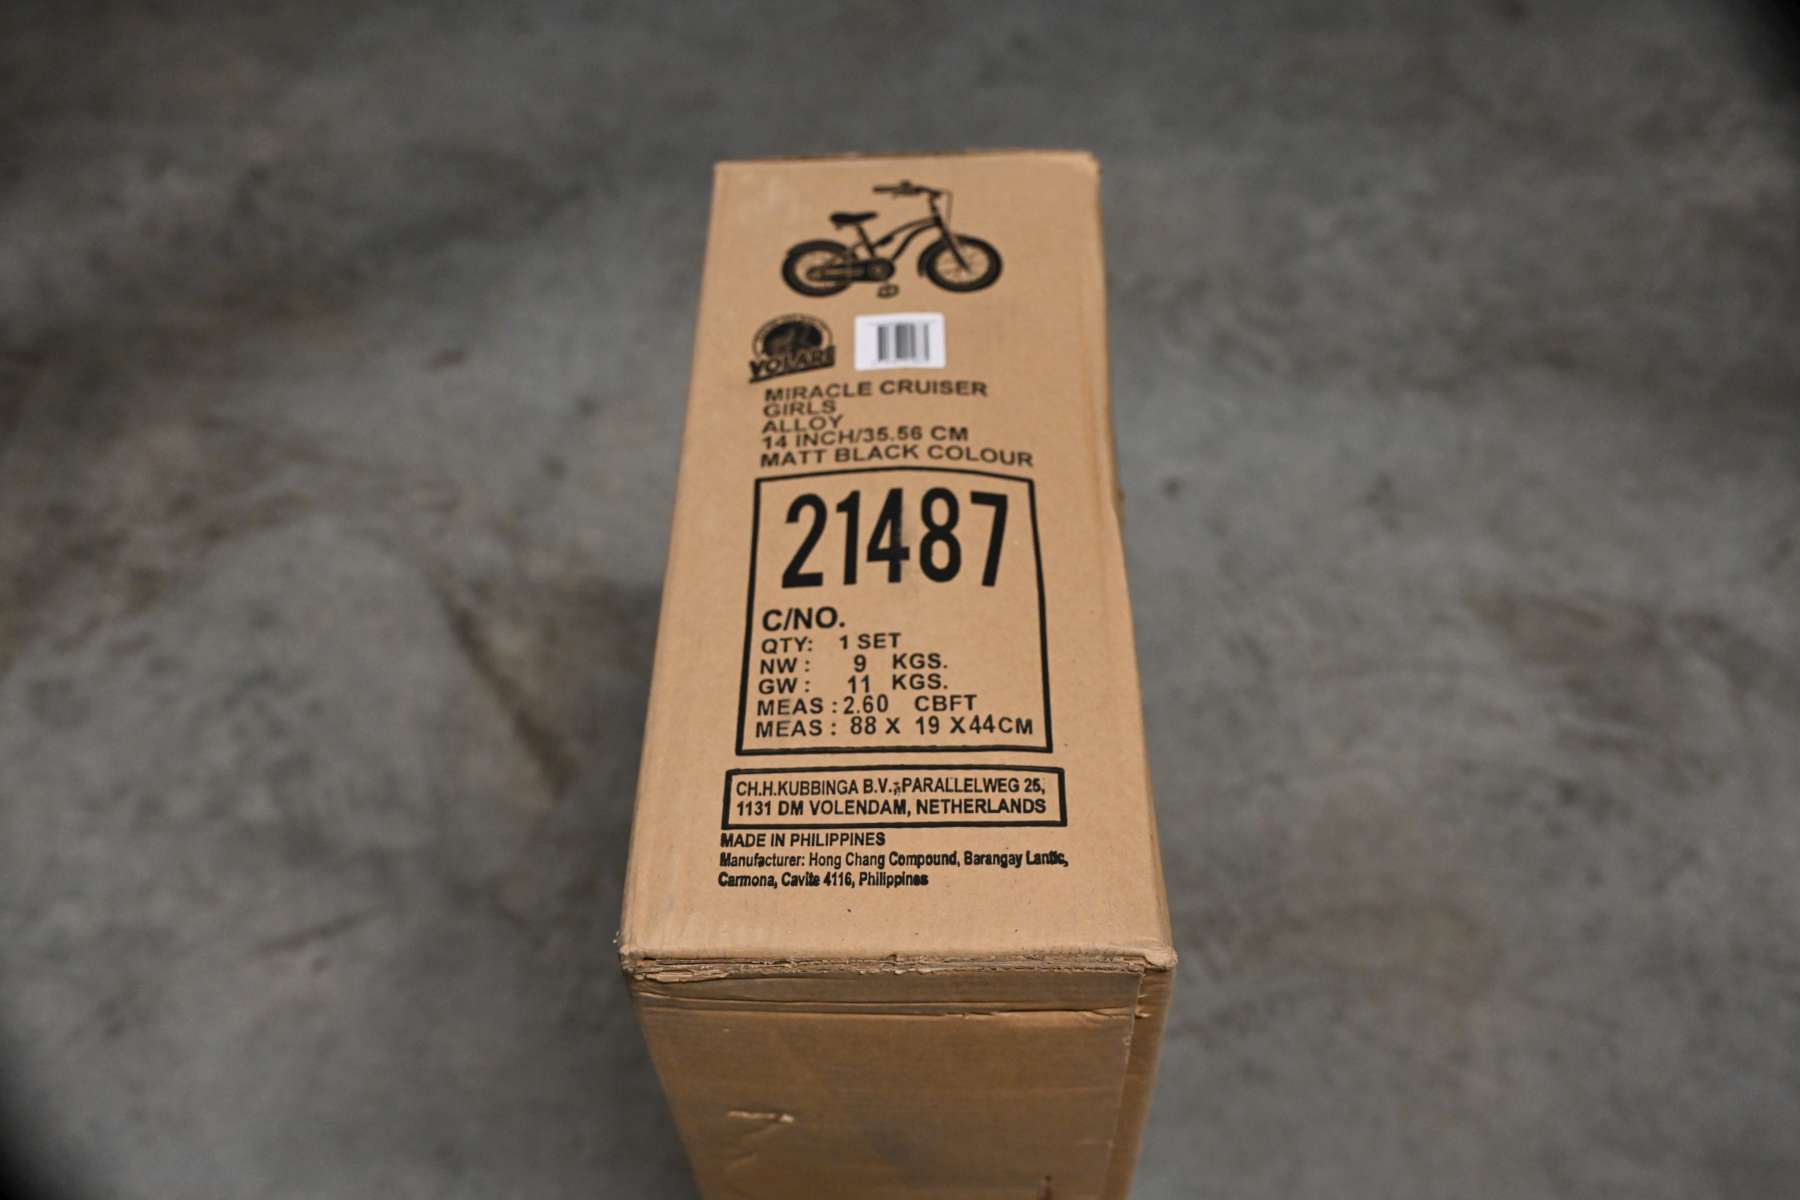 VOLARE
MIRACLE CRUISER
GIRLS
ALLOY
14 INCH/35.56 CM
MATT BLACK COLOUR
21487
C/NO.
QTY: 1 SET
NW : 9 KGS.
GW : 11 KGS.
MEAS : 2.60 CBFT
MEAS : 88 X 19 X 44CM
CH.H.KUBBINGA B.V.; PARALLELWEG 25,
1131 DM VOLENDAM, NETHERLANDS
MADE IN PHILIPPINES
Manufacturer: Hong Chang Compound, Barangay Lantic,
Carmona, Cavite 4116, Philippines